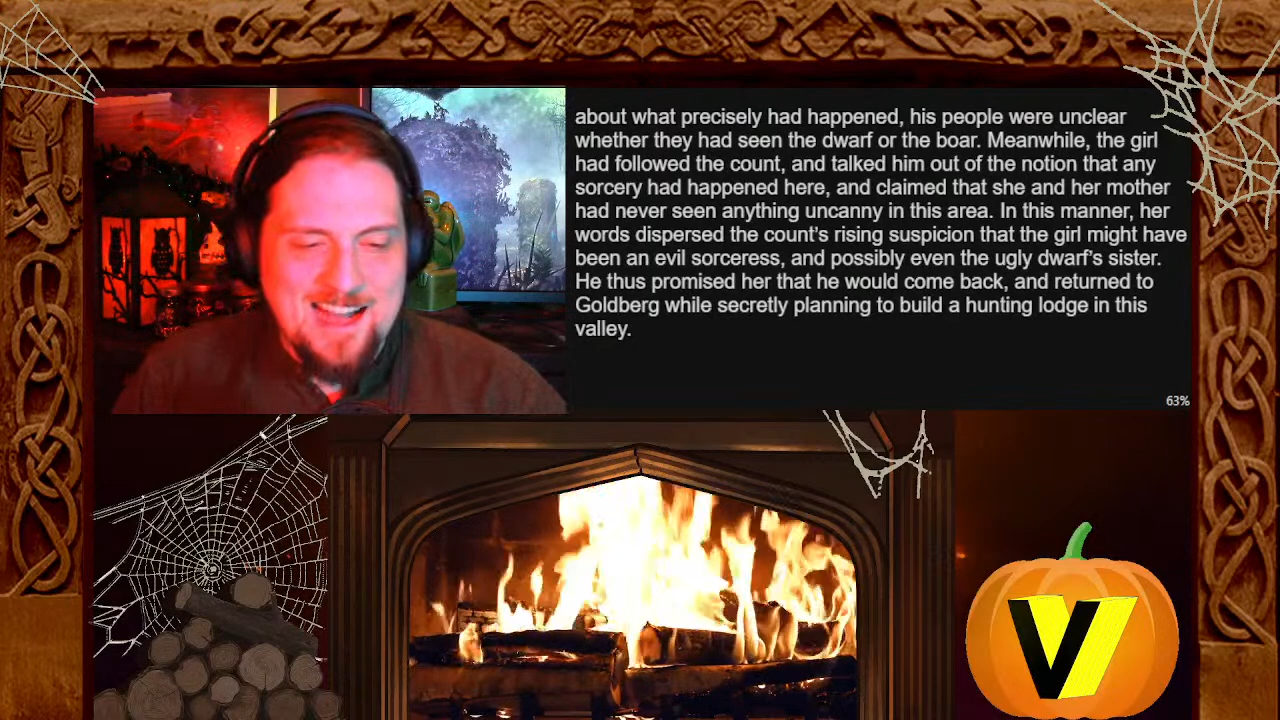 about what precisely had happened, his people were unclear
whether they had seen the dwarf or the boar. Meanwhile, the girl
had followed the count, and talked him out of the notion that any
sorcery had happened here, and claimed that she and her mother
had never seen anything uncanny in this area. In this manner, her
words dispersed the count's rising suspicion that the girl might have
been an evil sorceress, and possibly even the ugly dwarf's sister.
He thus promised her that he would come back, and returned to
Goldberg while secretly planning to build a hunting lodge in this
valley.
63%
V